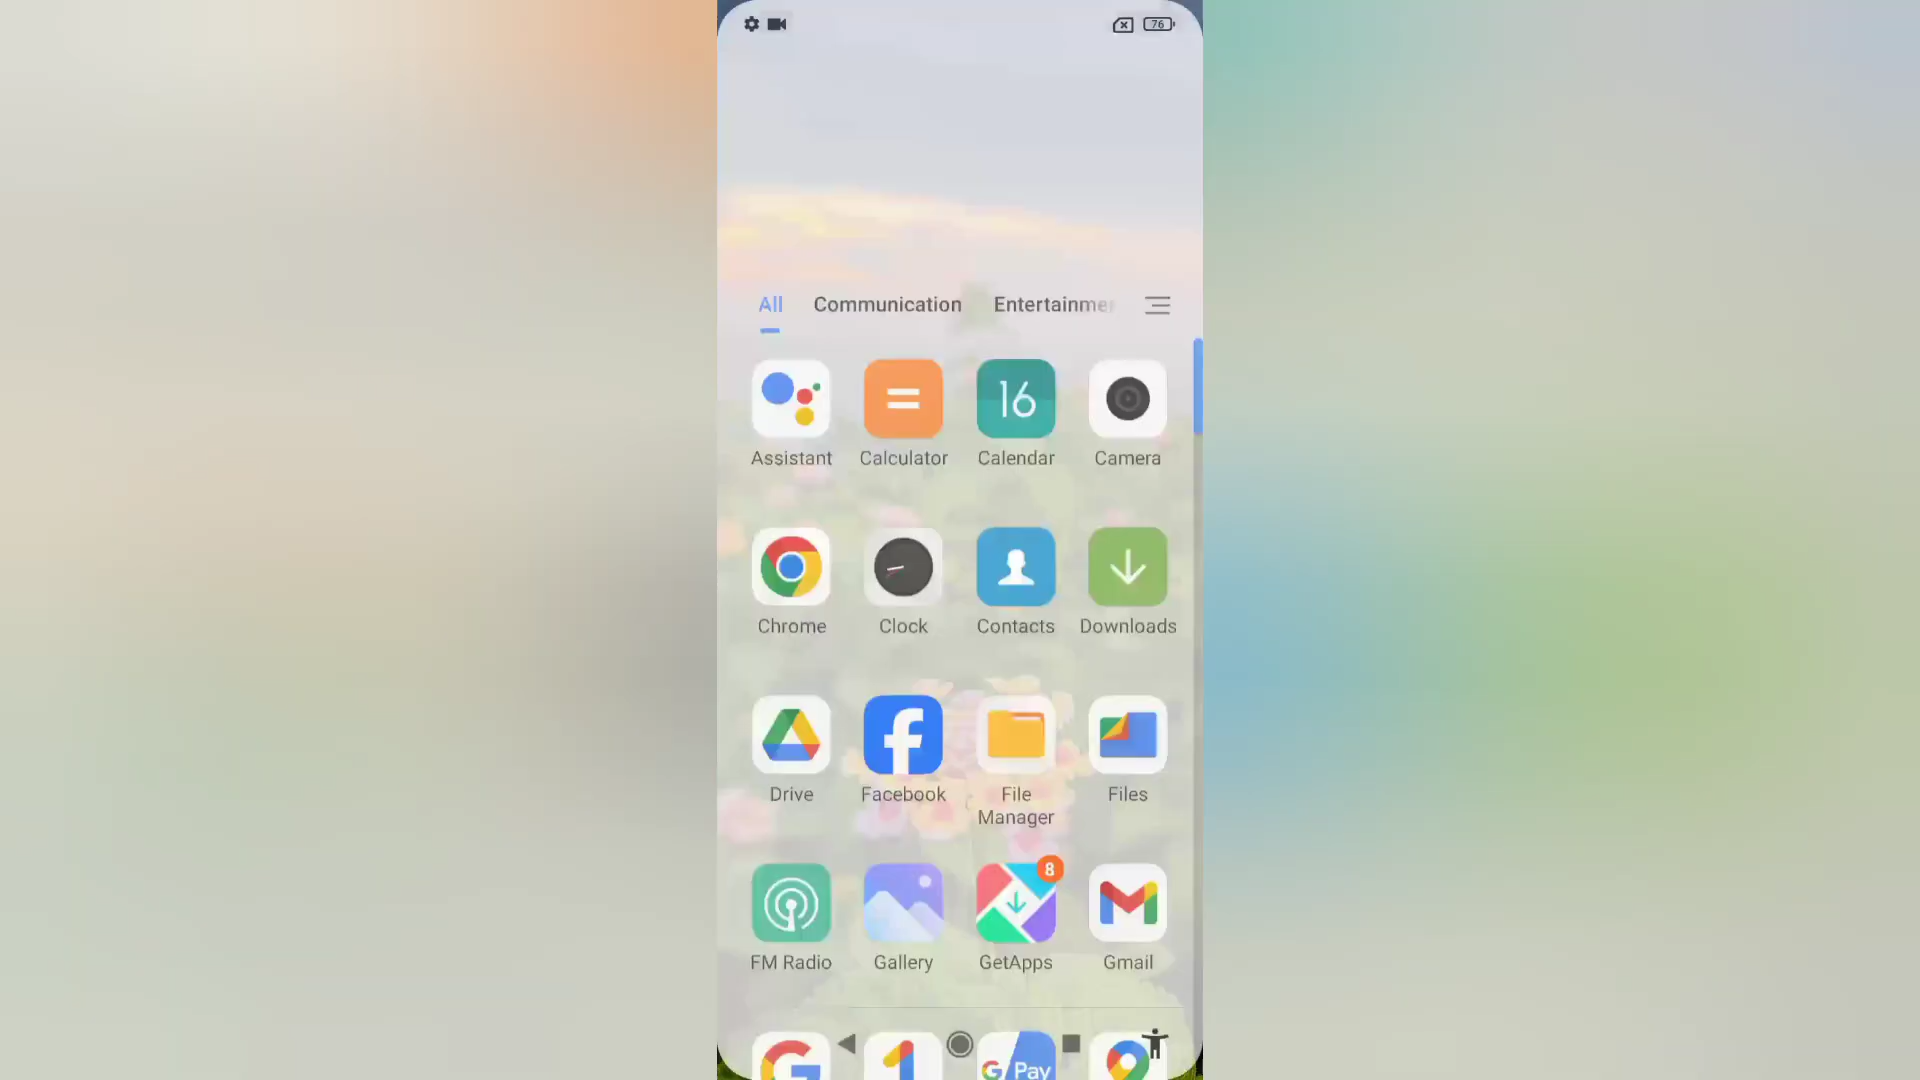 76
All Communication Entertainme
16
Assistant Calculator Calendar Camera
Chrome Clock Contacts Downloads
Drive Facebook File Manager Files
8
FM Radio Gallery GetApps Gmail
G Pay